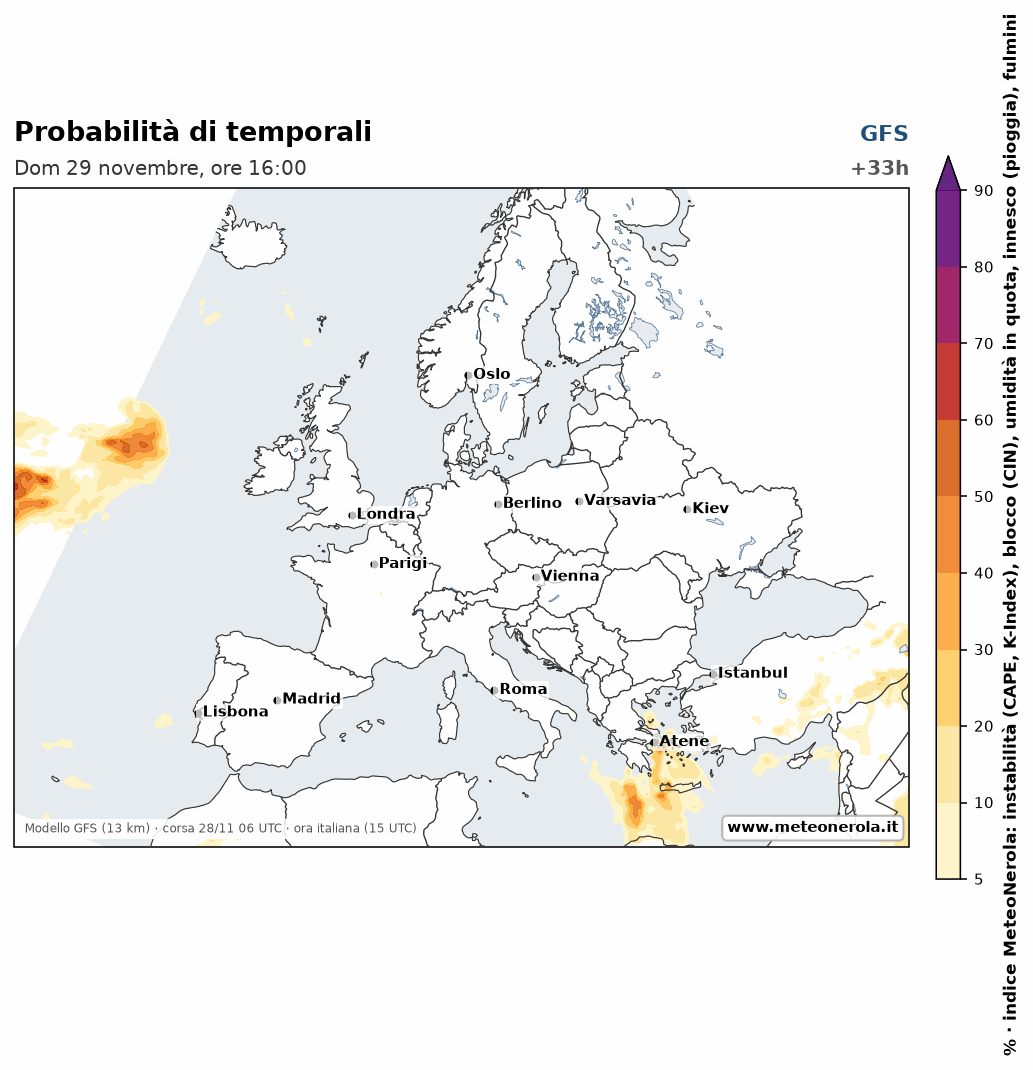 Probabilità di temporali
GFS
Dom 29 novembre, ore 16:00
+33h
Oslo
Londra
Berlino
Varsavia
Kiev
Parigi
Vienna
Istanbul
Madrid
Roma
Lisbona
Atene
Modello GFS (13 km) · corsa 28/11 06 UTC · ora italiana (15 UTC)
www.meteonerola.it
90
80
70
60
50
40
30
20
10
5
% · indice MeteoNerola: instabilità (CAPE, K-Index), blocco (CIN), umidità in quota, innesco (pioggia), fulmini